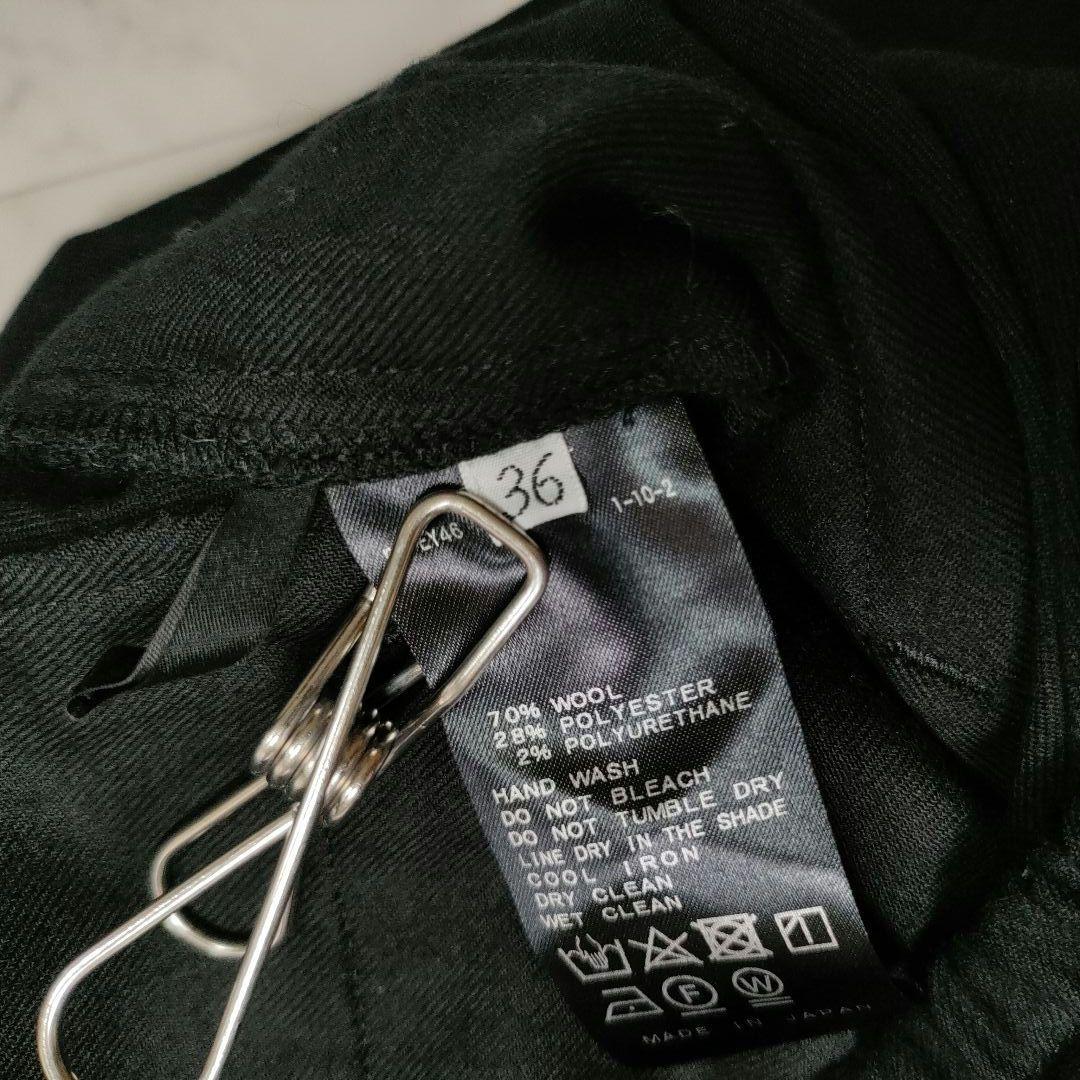 36
1-10-2
EY46
70% WOOL
28% POLYESTER
2% POLYURETHANE
HAND WASH
DO NOT BLEACH
DO NOT TUMBLE DRY
LINE DRY IN THE SHADE
COOL IRON
DRY CLEAN
WET CLEAN
F W
MADE IN JAPAN